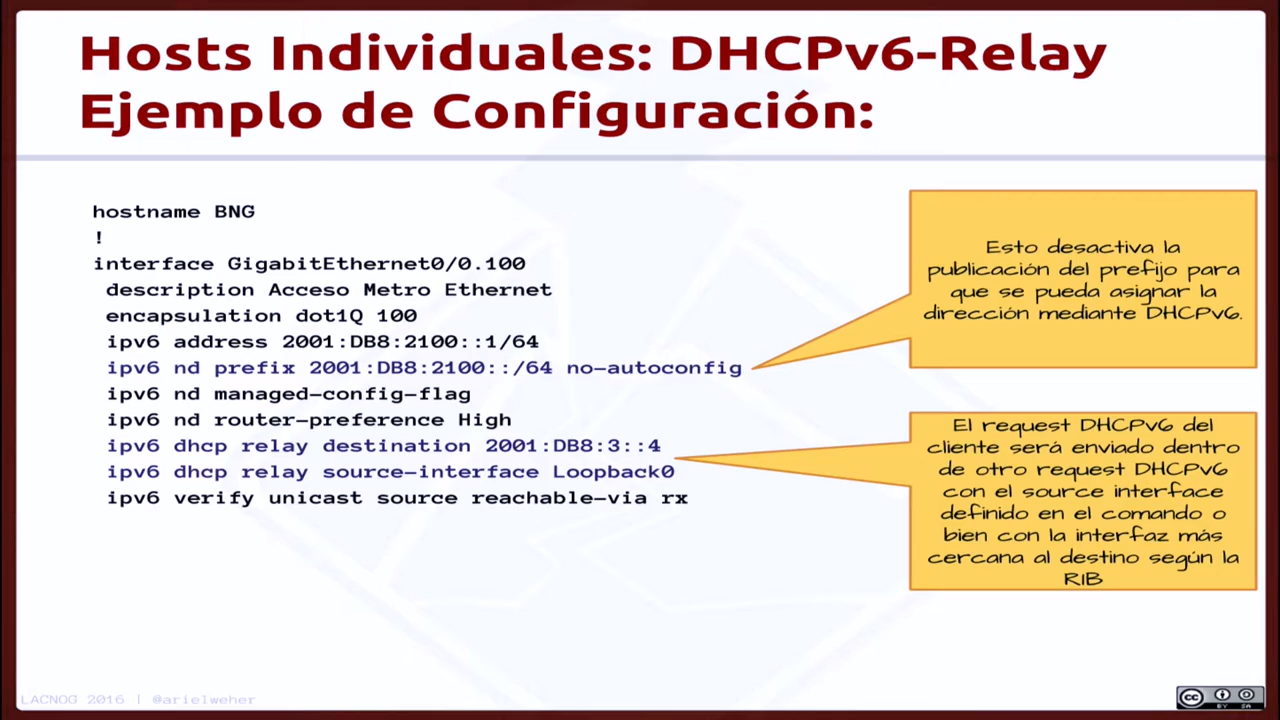 Hosts Individuales: DHCPv6-Relay
Ejemplo de Configuración:
hostname BNG
!
interface GigabitEthernet0/0.100
description Acceso Metro Ethernet
encapsulation dot1Q 100
ipv6 address 2001:DB8:2100::1/64
ipv6 nd prefix 2001:DB8:2100::/64 no-autoconfig
ipv6 nd managed-config-flag
ipv6 nd router-preference High
ipv6 dhcp relay destination 2001:DB8:3::4
ipv6 dhcp relay source-interface Loopback0
ipv6 verify unicast source reachable-via rx
Esto desactiva la
publicación del prefijo para
que se pueda asignar la
dirección mediante DHCPv6.
El request DHCPv6 del
cliente será enviado dentro
de otro request DHCPv6
con el source interface
definido en el comando o
bien con la interfaz más
cercana al destino según la
RIB
LACNOG 2016 | @arielweher
cc
BY SA